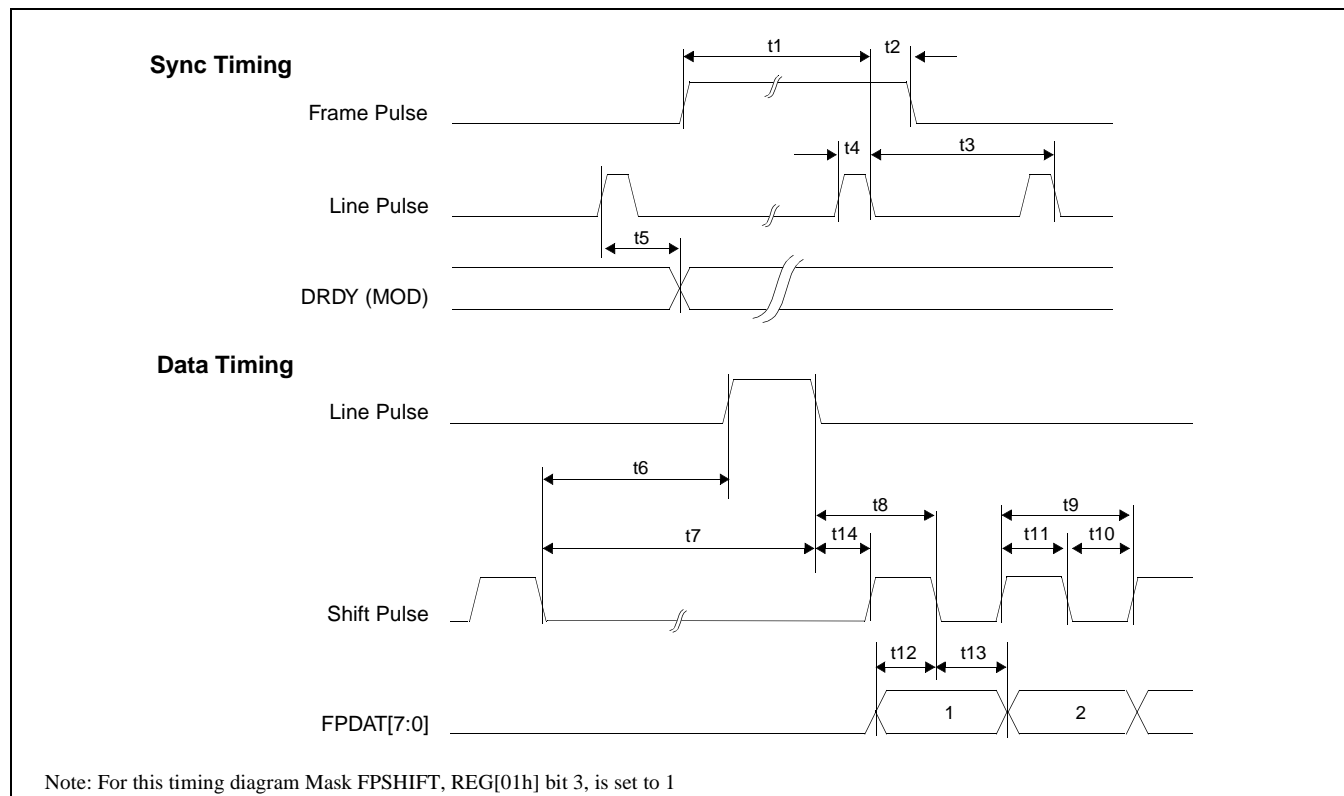 Sync Timing
t1
t2
Frame Pulse
t4
t3
Line Pulse
t5
DRDY (MOD)
Data Timing
Line Pulse
t6
t8
t9
t7
t14
t11
t10
Shift Pulse
t12
t13
FPDAT[7:0]
1
2
Note: For this timing diagram Mask FPSHIFT, REG[01h] bit 3, is set to 1